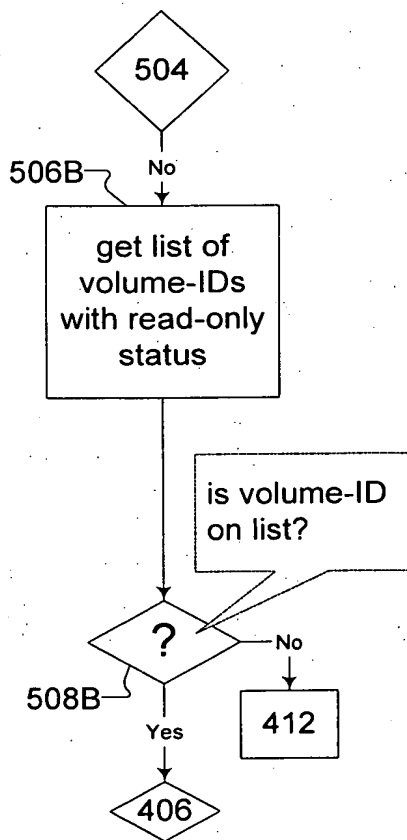 504
No
506B
get list of
volume-IDs
with read-only
status
is volume-ID
on list?
?
No
508B
412
Yes
406